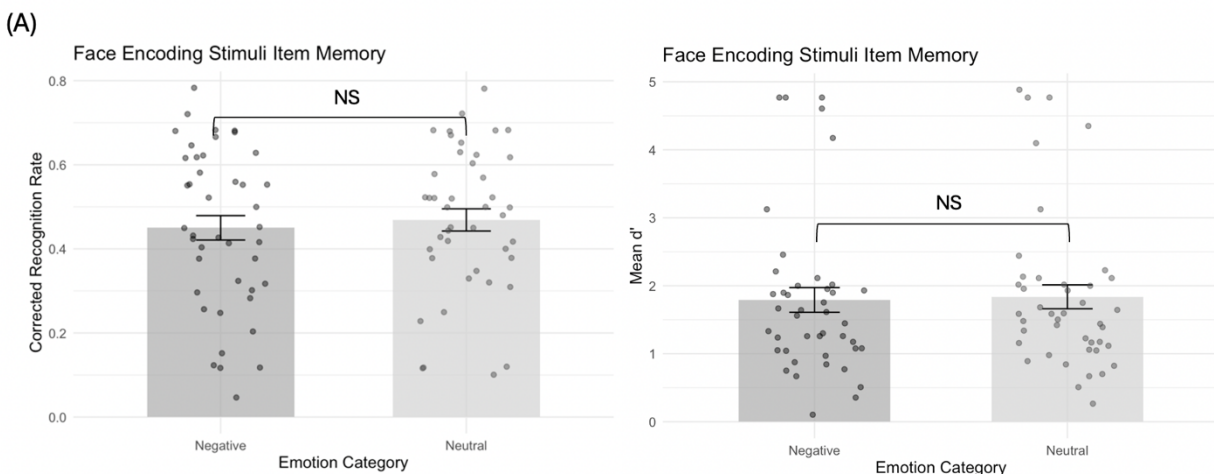 (A)
Face Encoding Stimuli Item Memory
0.8
0.6
0.4
0.2
0.0
Corrected Recognition Rate
NS
Negative
Neutral
Emotion Category
Face Encoding Stimuli Item Memory
5
4
3
2
1
0
Mean d'
NS
Negative
Neutral
Emotion Category